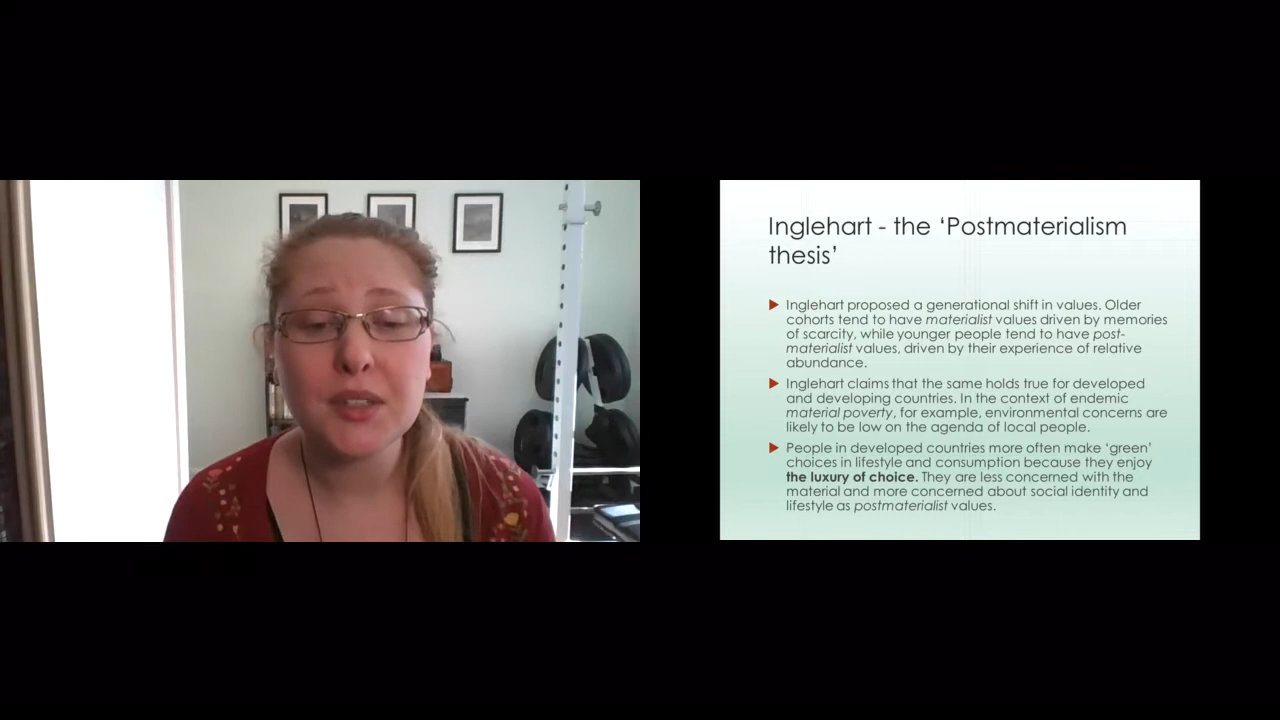 Inglehart - the ‘Postmaterialism
thesis’
Inglehart proposed a generational shift in values. Older
cohorts tend to have materialist values driven by memories
of scarcity, while younger people tend to have post-
materialist values, driven by their experience of relative
abundance.
Inglehart claims that the same holds true for developed
and developing countries. In the context of endemic
material poverty, for example, environmental concerns are
likely to be low on the agenda of local people.
People in developed countries more often make ‘green’
choices in lifestyle and consumption because they enjoy
the luxury of choice. They are less concerned with the
material and more concerned about social identity and
lifestyle as postmaterialist values.